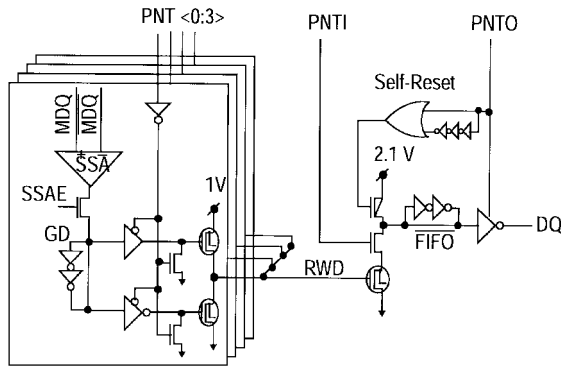 PNT <0:3>
PNTI
PNTO
Self-Reset
MDQ
MDQ
2.1 V
SSA
+
-
SSAE
1V
GD
DQ
FIFO
RWD